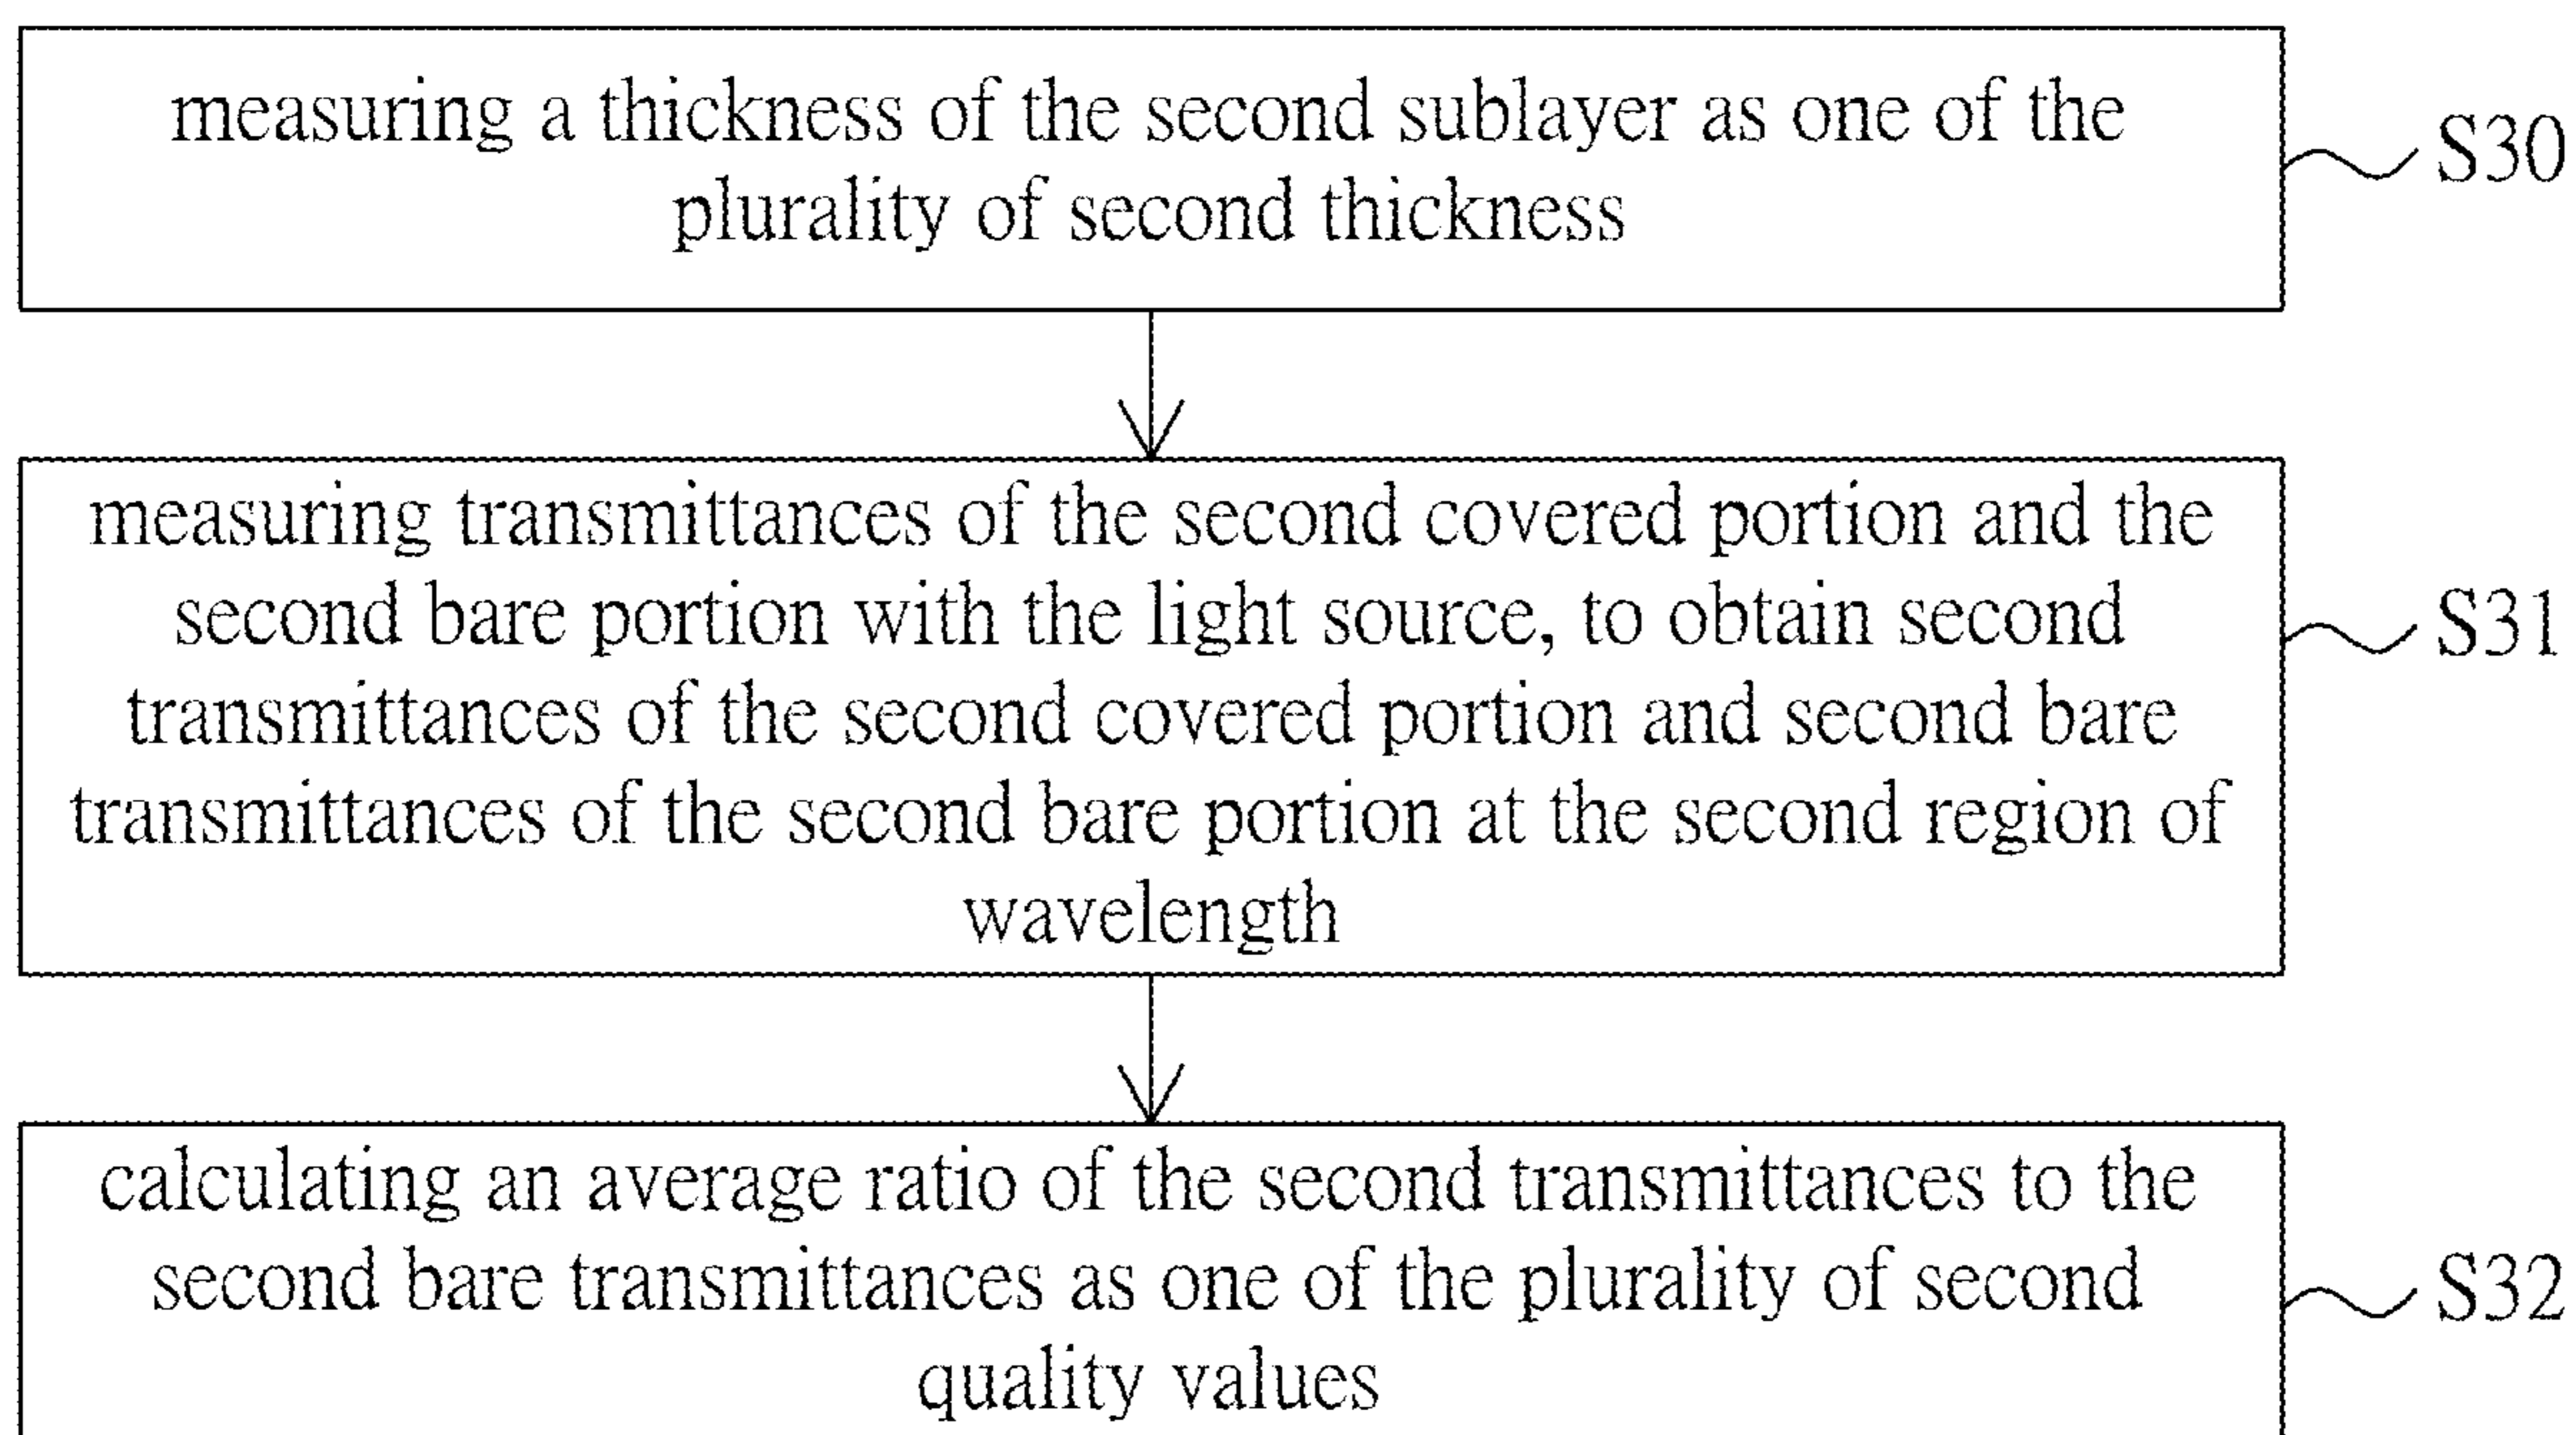 measuring a thickness of the second sublayer as one of the
plurality of second thickness
S30
measuring transmittances of the second covered portion and the
second bare portion with the light source, to obtain second
transmittances of the second covered portion and second bare
transmittances of the second bare portion at the second region of
wavelength
S31
calculating an average ratio of the second transmittances to the
second bare transmittances as one of the plurality of second
quality values
S32